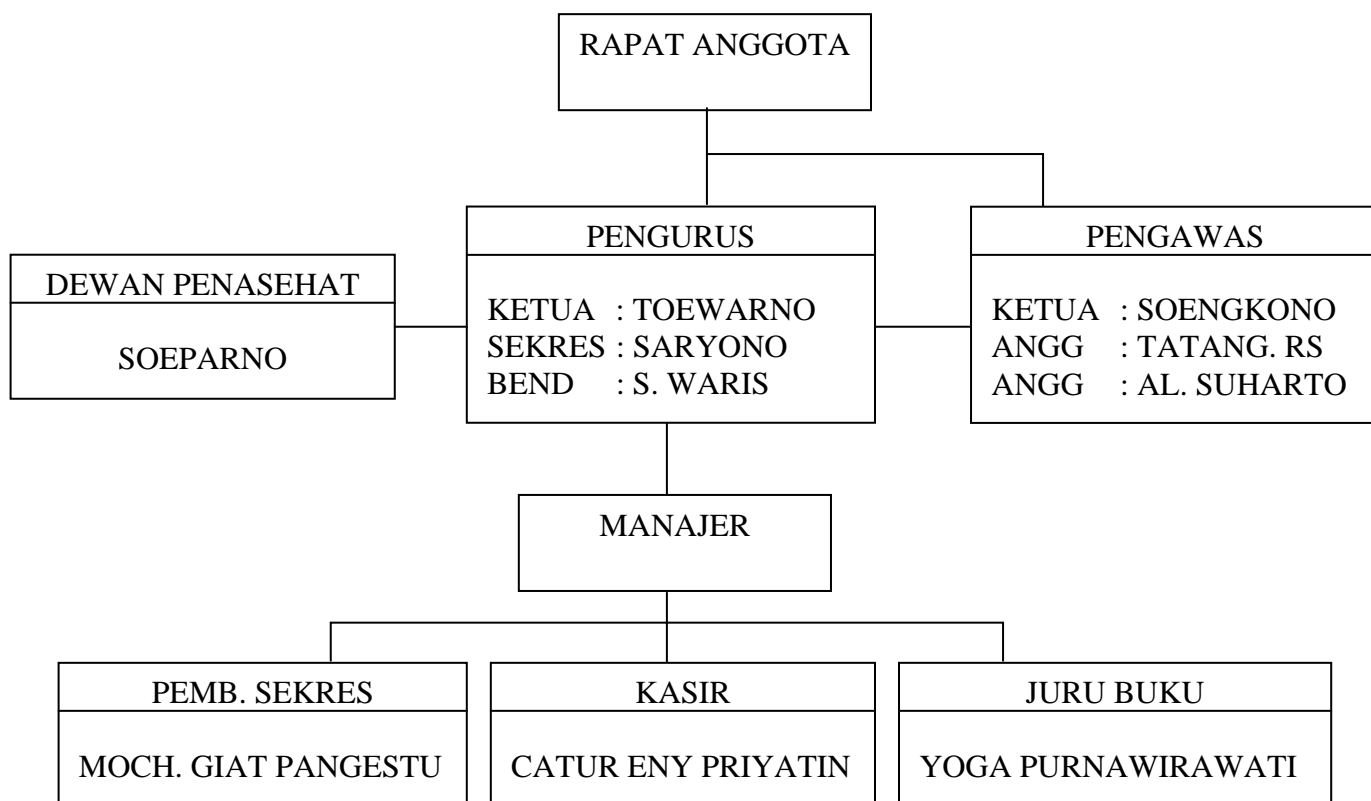 RAPAT ANGGOTA
PENGURUS
KETUA : TOEWARNO
SEKRES : SARYONO
BEND : S. WARIS
PENGAWAS
KETUA : SOENGKONO
ANGG : TATANG. RS
ANGG : AL. SUHARTO
DEWAN PENASEHAT
SOEPARNO
MANAJER
PEMB. SEKRES
MOCH. GIAT PANGESTU
KASIR
CATUR ENY PRIYATIN
JURU BUKU
YOGA PURNAWIRAWATI